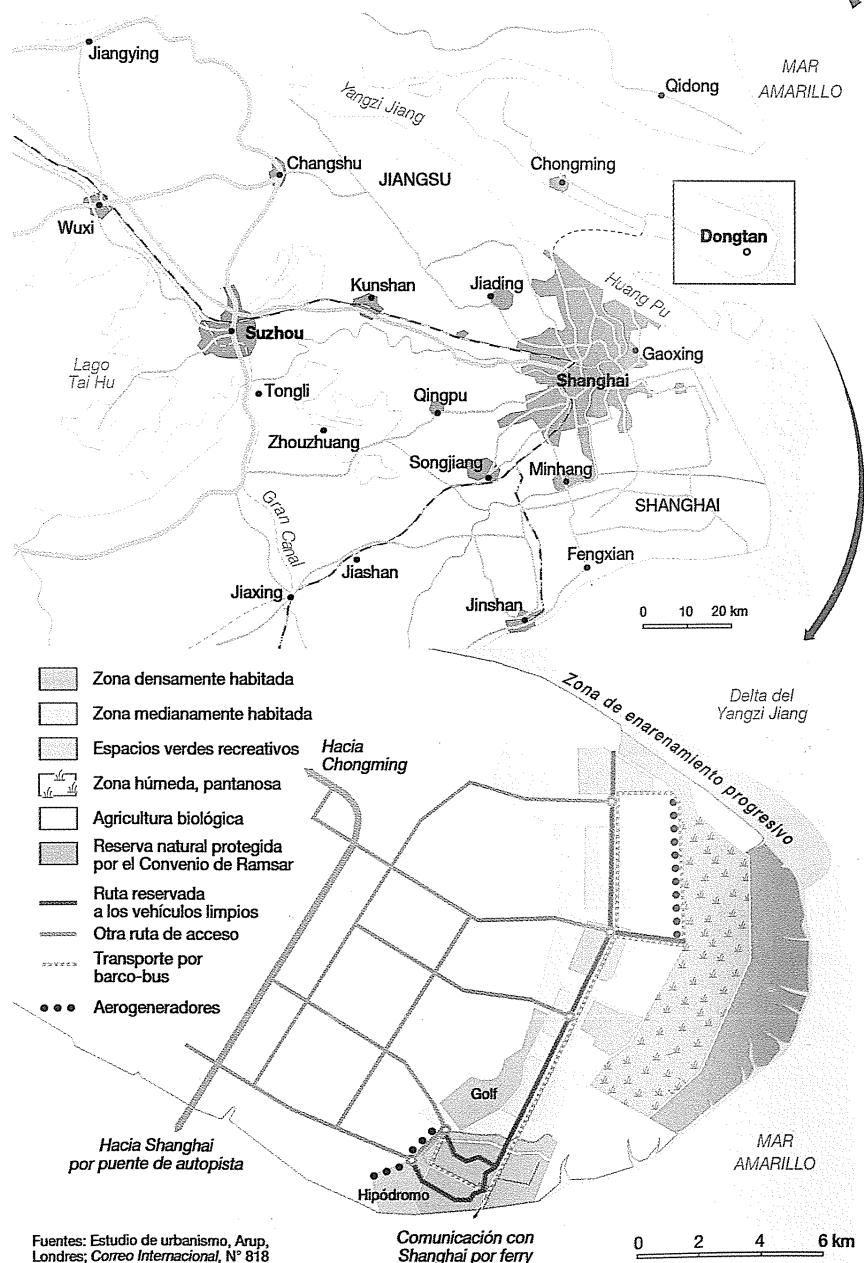 Jiangying
MAR
AMARILLO
Qidong
Yangzi Jiang
Changshu
JIANGSU
Chongming
Wuxi
Dongtan
Kunshan
Jiading
Huang Pu
Suzhou
Gaoxing
Lago
Tai Hu
Shanghai
Tongli
Qingpu
Zhouzhuang
Songjiang
Minhang
SHANGHAI
Gran Canal
Jiashan
Fengxian
Jiaxing
Jinshan
0 10 20 km
Zona densamente habitada
Zona medianamente habitada
Espacios verdes recreativos
Zona húmeda, pantanosa
Agricultura biológica
Reserva natural protegida
por el Convenio de Ramsar
Ruta reservada
a los vehículos limpios
Otra ruta de acceso
Transporte por
barco-bus
Aerogeneradores
Zona de enarenamiento progresivo
Delta del
Yangzi Jiang
Hacia
Chongming
Golf
Hacia Shanghai
por puente de autopista
Hipódromo
MAR
AMARILLO
Fuentes: Estudio de urbanismo, Arup,
Londres; Correo Internacional, N° 818
Comunicación con
Shanghai por ferry
0 2 4 6 km